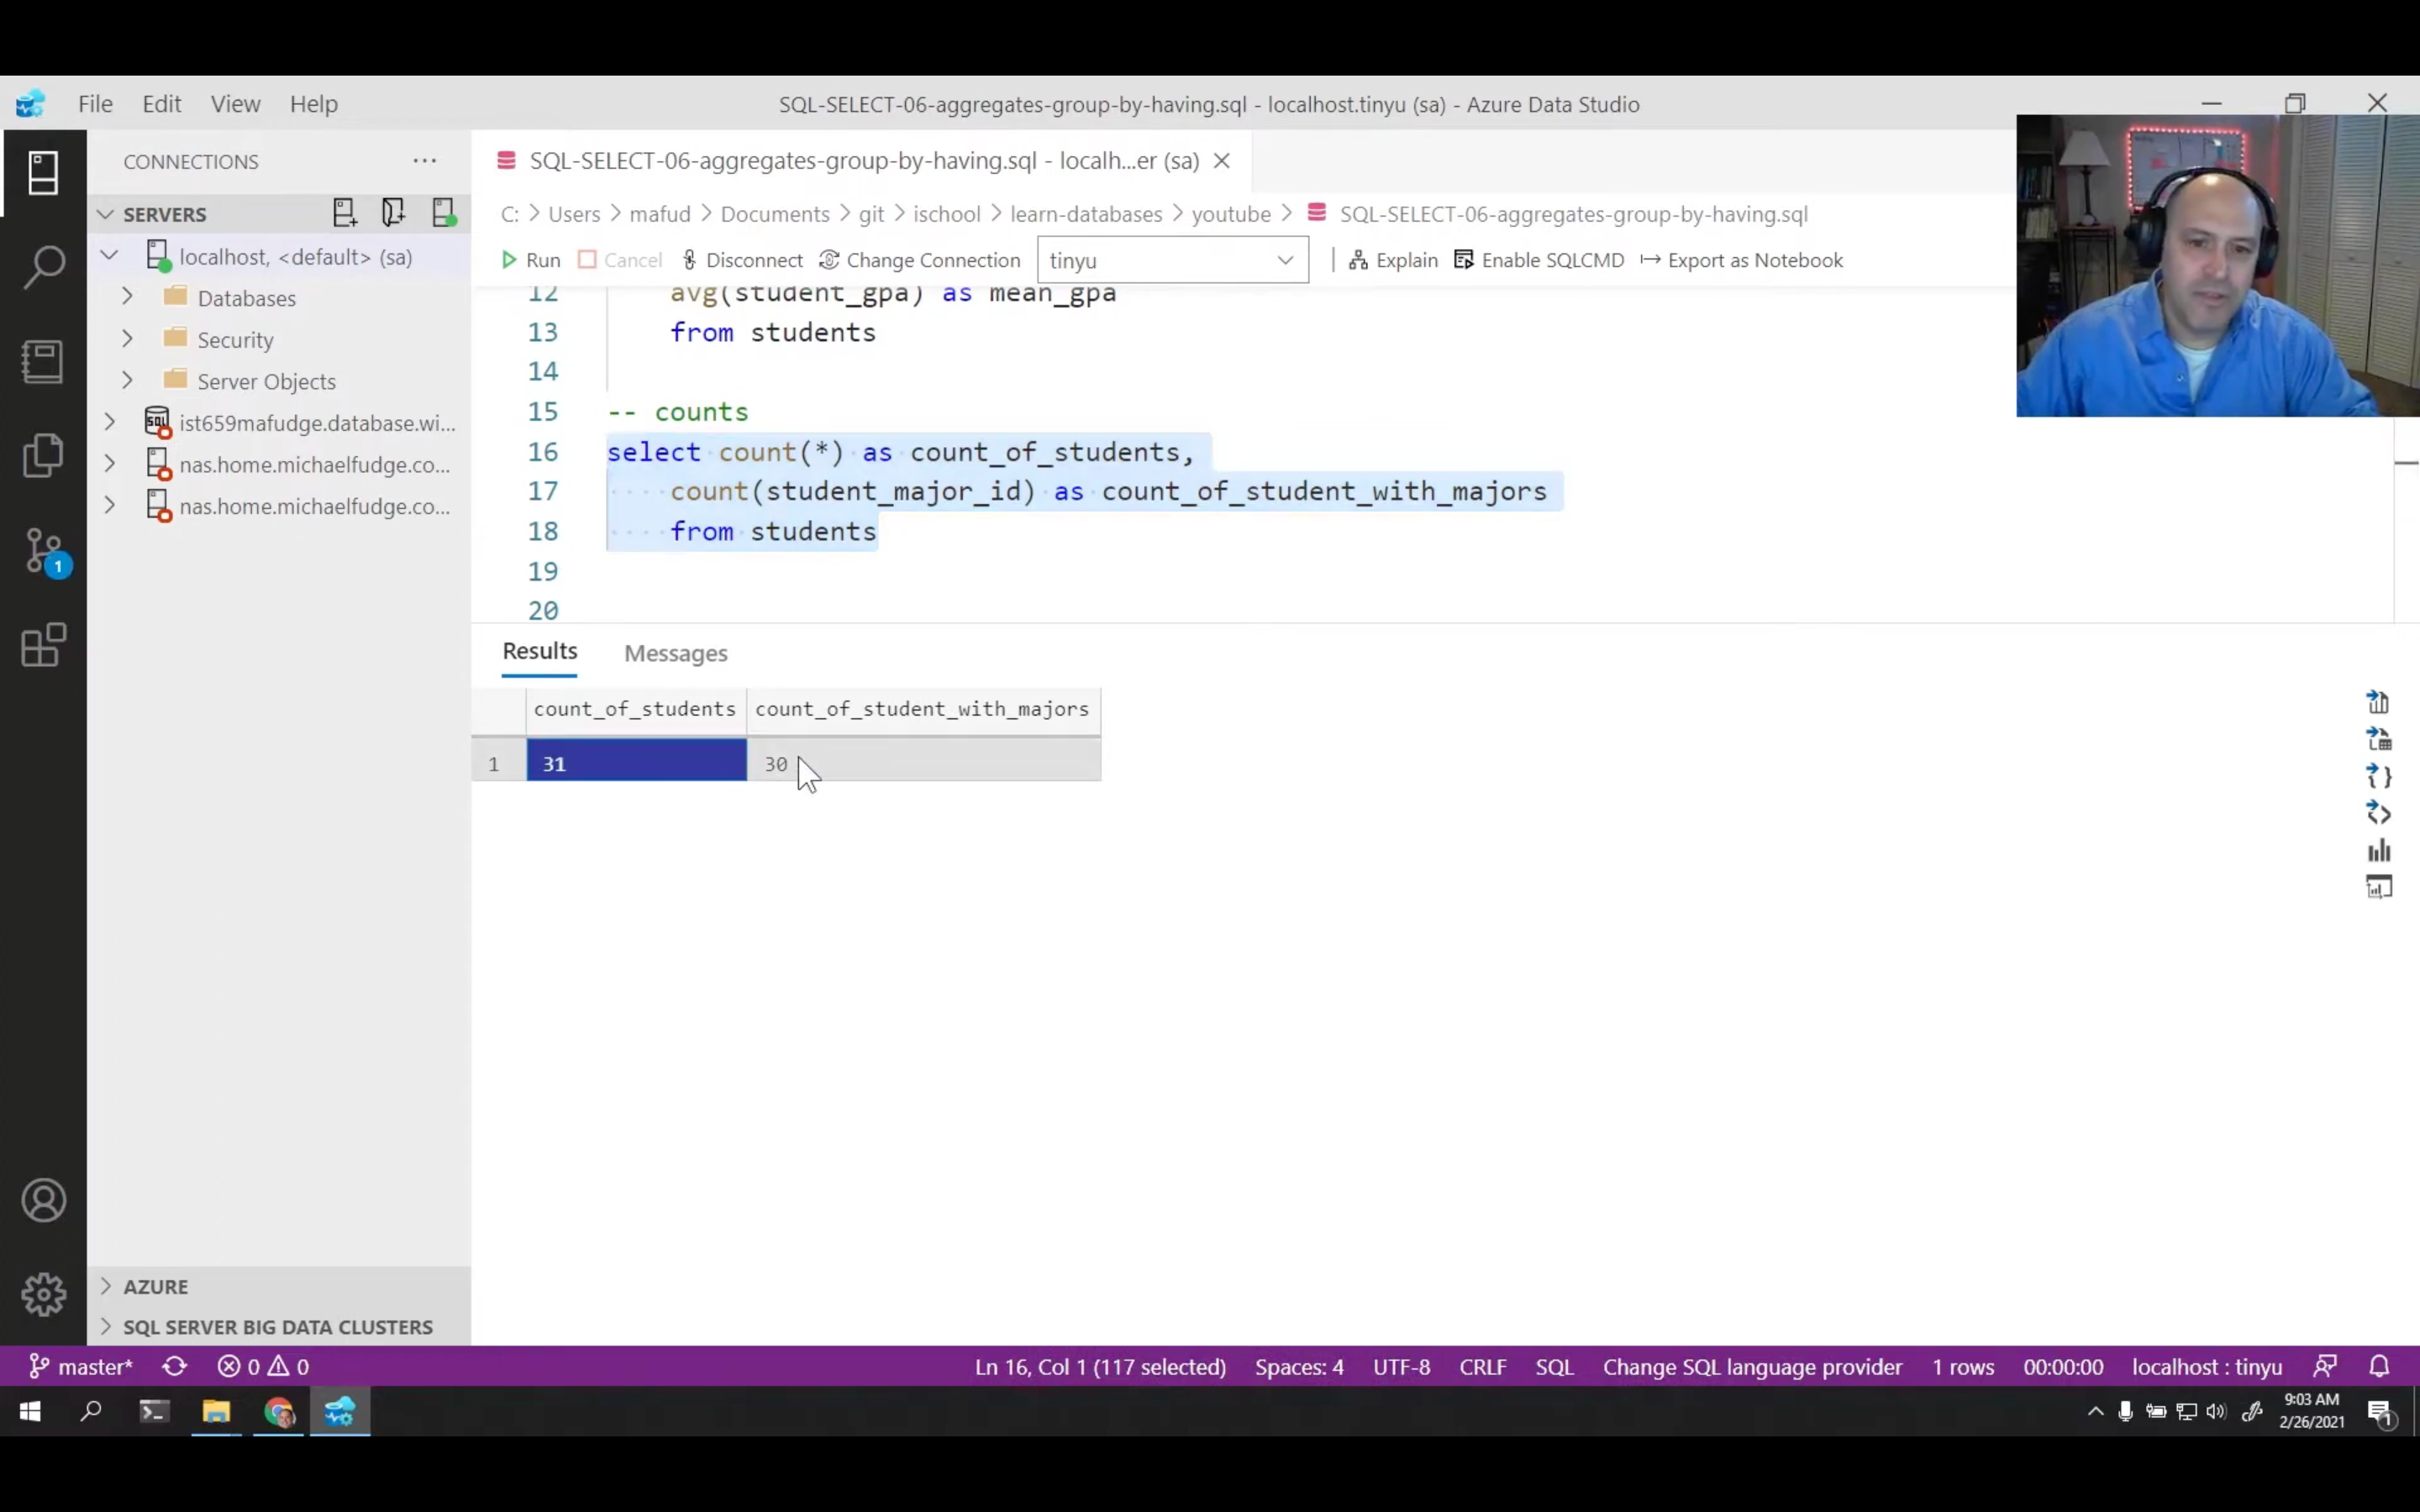 File Edit View Help
SQL-SELECT-06-aggregates-group-by-having.sql - localhost.tinyu (sa) - Azure Data Studio
CONNECTIONS
SERVERS
localhost, <default> (sa)
Databases
Security
Server Objects
ist659mafudge.database.wi...
nas.home.michaelfudge.co...
nas.home.michaelfudge.co...
1
AZURE
SQL SERVER BIG DATA CLUSTERS
SQL-SELECT-06-aggregates-group-by-having.sql - localh...er (sa)
C: > Users > mafud > Documents > git > ischool > learn-databases > youtube > SQL-SELECT-06-aggregates-group-by-having.sql
Run Cancel Disconnect Change Connection tinyu Explain Enable SQLCMD Export as Notebook
12 avg(student_gpa) as mean_gpa
13 from students
14
15 -- counts
16 select count(*) as count_of_students,
17 count(student_major_id) as count_of_student_with_majors
18 from students
19
20
Results Messages
count_of_students count_of_student_with_majors
1 31 30
master* 0 0 Ln 16, Col 1 (117 selected) Spaces: 4 UTF-8 CRLF SQL Change SQL language provider 1 rows 00:00:00 localhost : tinyu
9:03 AM
2/26/2021
1